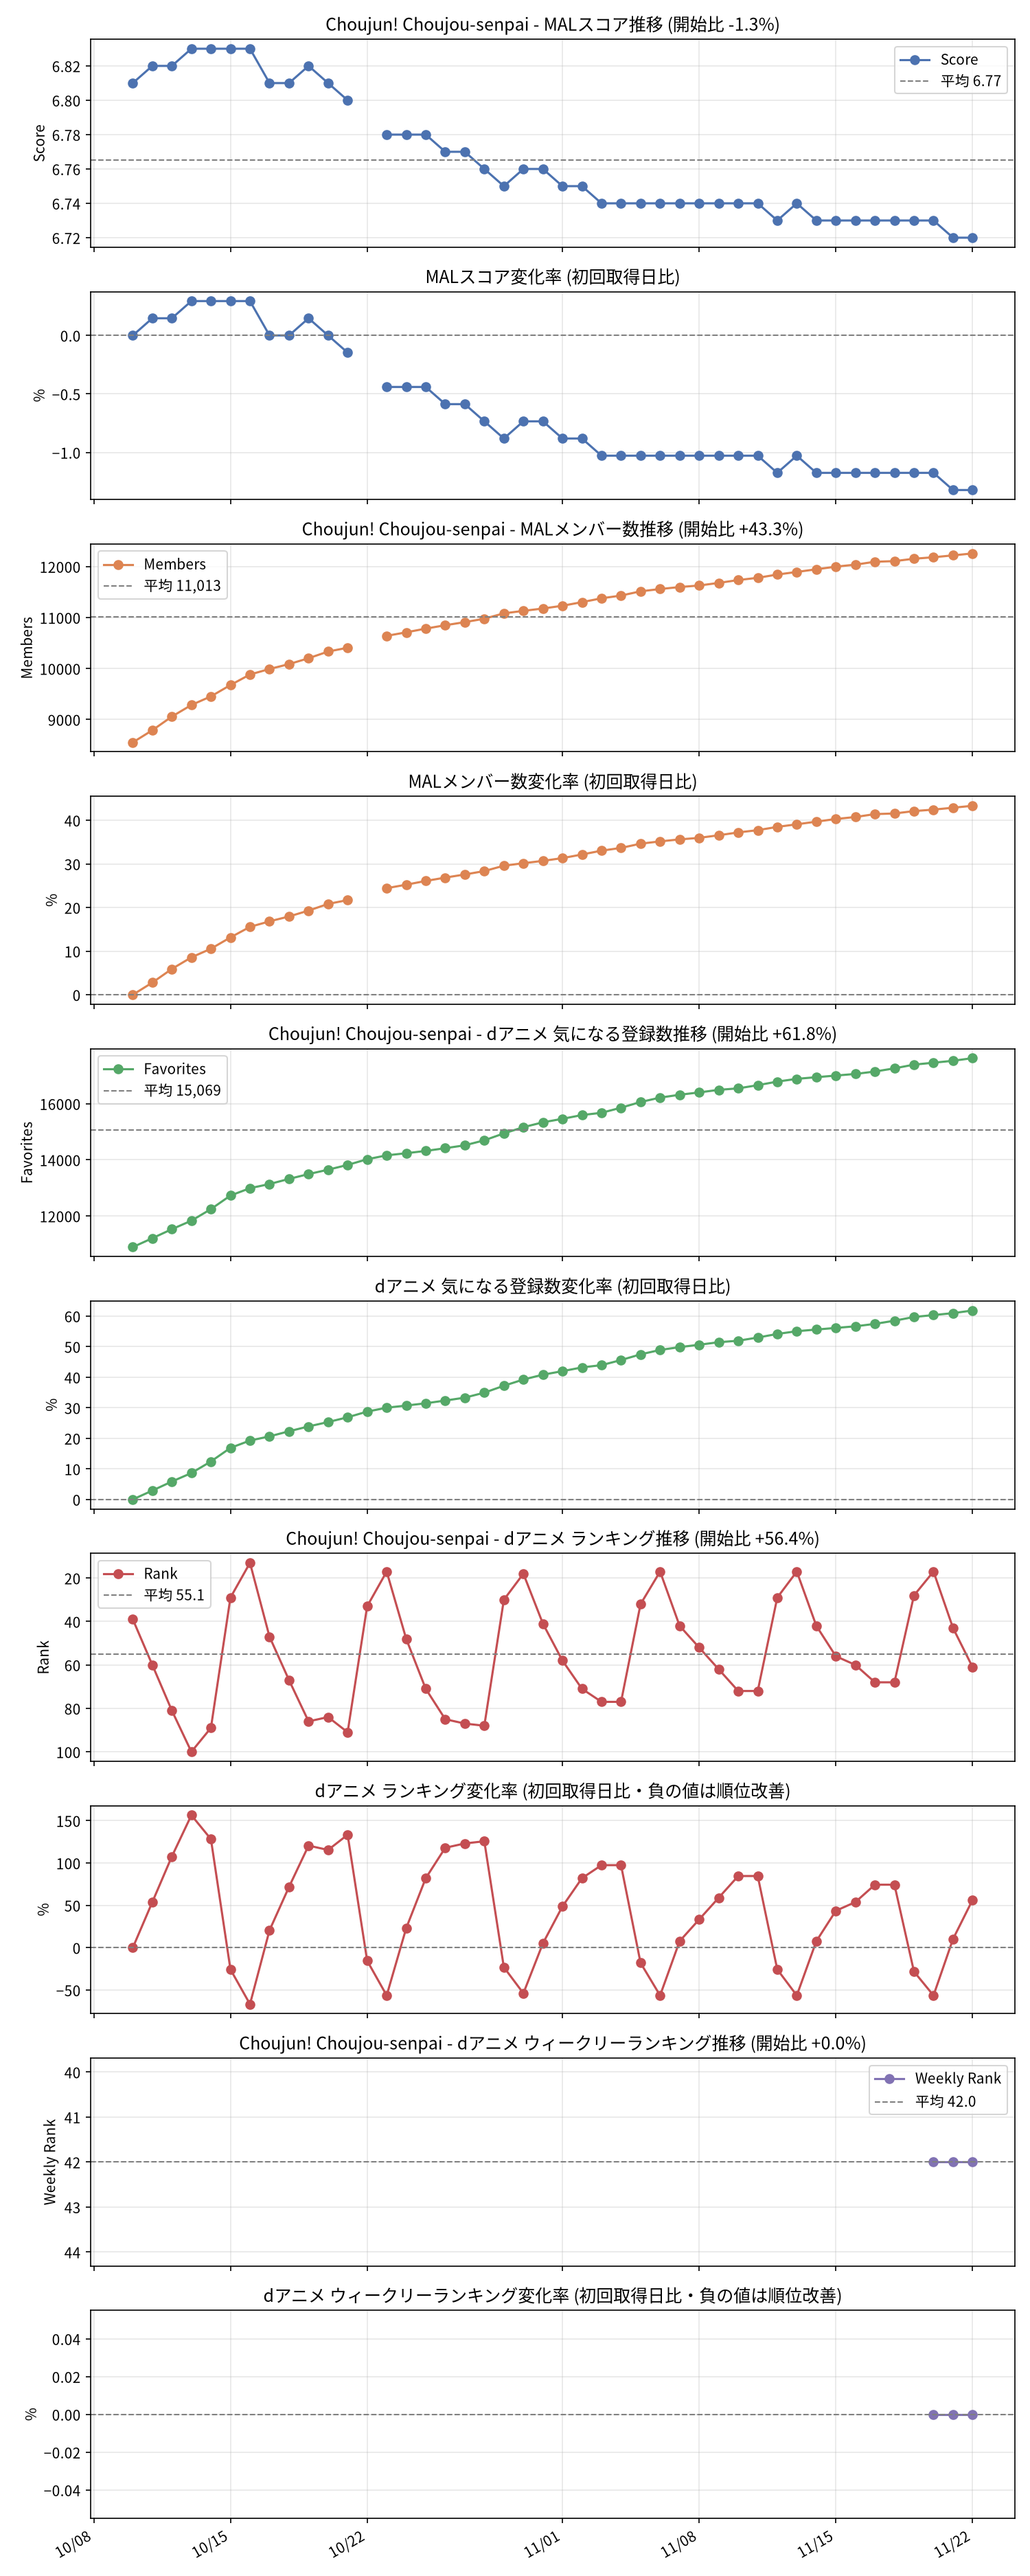 Choujun! Choujou-senpai - MALスコア推移 (開始比 -1.3%)
Score
6.82
6.80
6.78
6.76
6.74
6.72
Score
平均 6.77
MALスコア変化率 (初回取得日比)
%
0.0
−0.5
−1.0
Choujun! Choujou-senpai - MALメンバー数推移 (開始比 +43.3%)
Members
12000
11000
10000
9000
Members
平均 11,013
MALメンバー数変化率 (初回取得日比)
%
40
30
20
10
0
Choujun! Choujou-senpai - dアニメ 気になる登録数推移 (開始比 +61.8%)
Favorites
16000
14000
12000
Favorites
平均 15,069
dアニメ 気になる登録数変化率 (初回取得日比)
%
60
50
40
30
20
10
0
Choujun! Choujou-senpai - dアニメ ランキング推移 (開始比 +56.4%)
Rank
20
40
60
80
100
Rank
平均 55.1
dアニメ ランキング変化率 (初回取得日比・負の値は順位改善)
%
150
100
50
0
−50
Choujun! Choujou-senpai - dアニメ ウィークリーランキング推移 (開始比 +0.0%)
Weekly Rank
40
41
42
43
44
Weekly Rank
平均 42.0
dアニメ ウィークリーランキング変化率 (初回取得日比・負の値は順位改善)
%
0.04
0.02
0.00
−0.02
−0.04
10/08
10/15
10/22
11/01
11/08
11/15
11/22